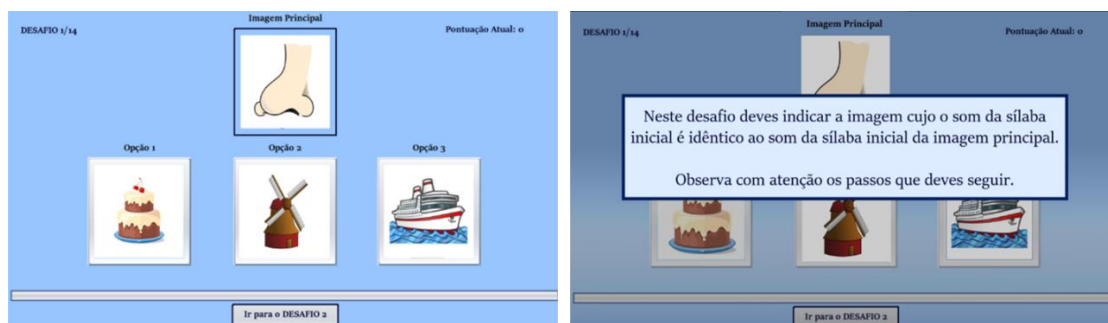 Imagem Principal
DESAFIO 1/14
Pontuação Atual: 0
Opção 1
Opção 2
Opção 3
Ir para o DESAFIO 2
Imagem Principal
DESAFIO 1/14
Pontuação Atual: 0
Neste desafio deves indicar a imagem cujo o som da sílaba
inicial é idêntico ao som da sílaba inicial da imagem principal.
Observa com atenção os passos que deves seguir.
Ir para o DESAFIO 2